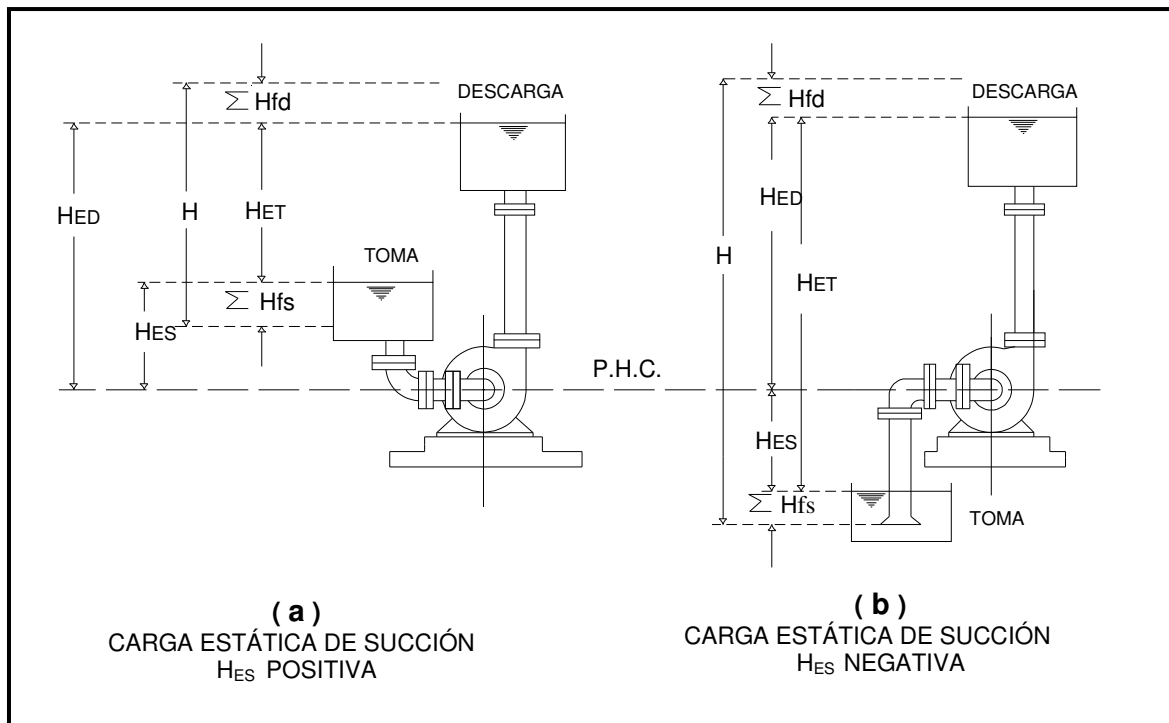 ∑ Hfd
DESCARGA
HED
H
HET
TOMA
∑ Hfs
HES
P.H.C.
( a )
CARGA ESTÁTICA DE SUCCIÓN
HES POSITIVA
∑ Hfd
DESCARGA
HED
H
HET
HES
∑ Hfs
TOMA
( b )
CARGA ESTÁTICA DE SUCCIÓN
HES NEGATIVA